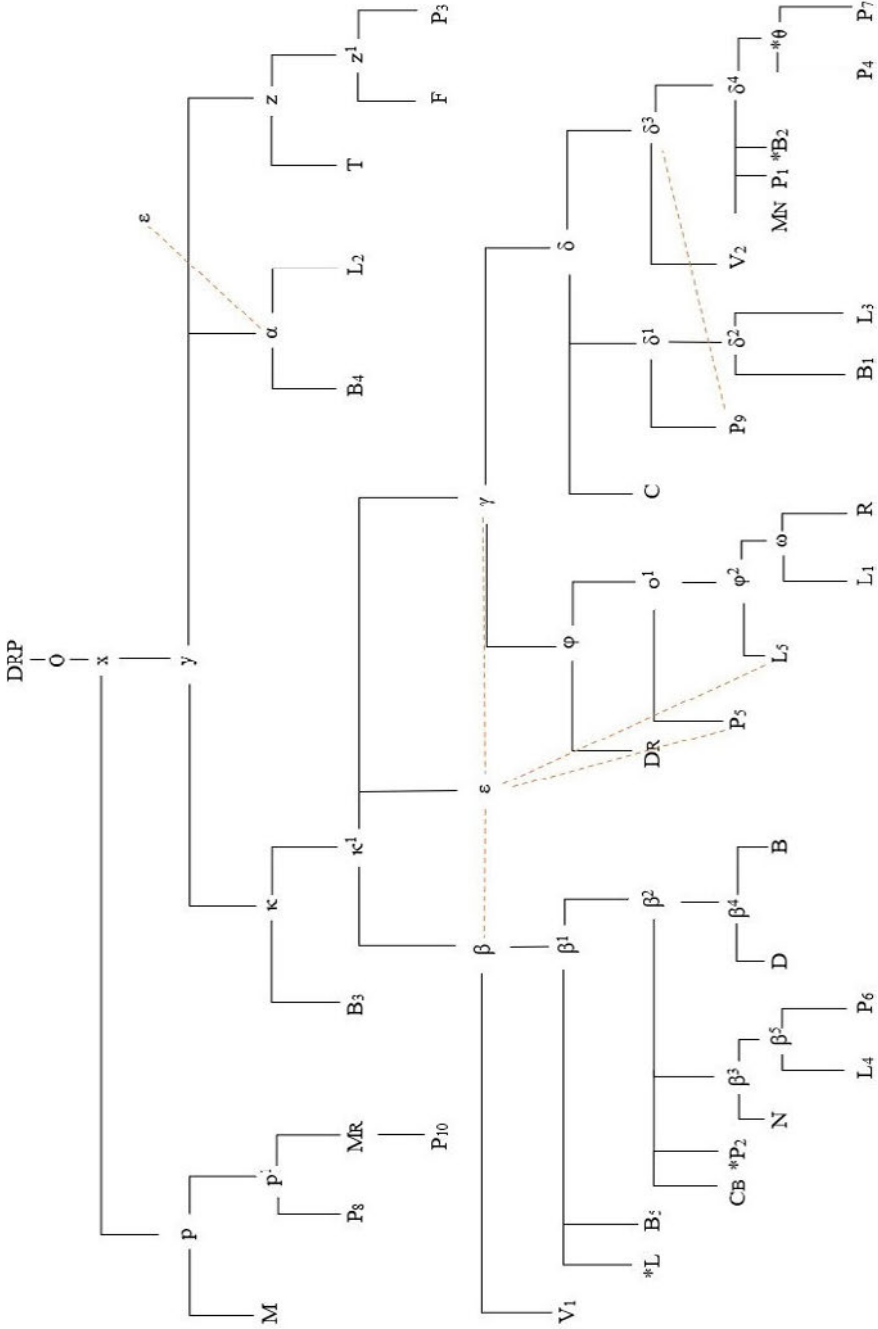 DRP
O
x
ε
p y
M p¹ κ α z
P8 MR B3 κ¹ B4 L2 T z¹
P10 F P3
β ε γ
V1 β¹ φ δ
*L B5 β² DR o¹ C δ¹ δ³
CB *P2 β³ β⁴ P5 φ² P9 δ² V2 δ⁴
N β⁵ D B L5 ω MN P1 *B2 *θ
L4 P6 L1 R B1 L3 P4 P7